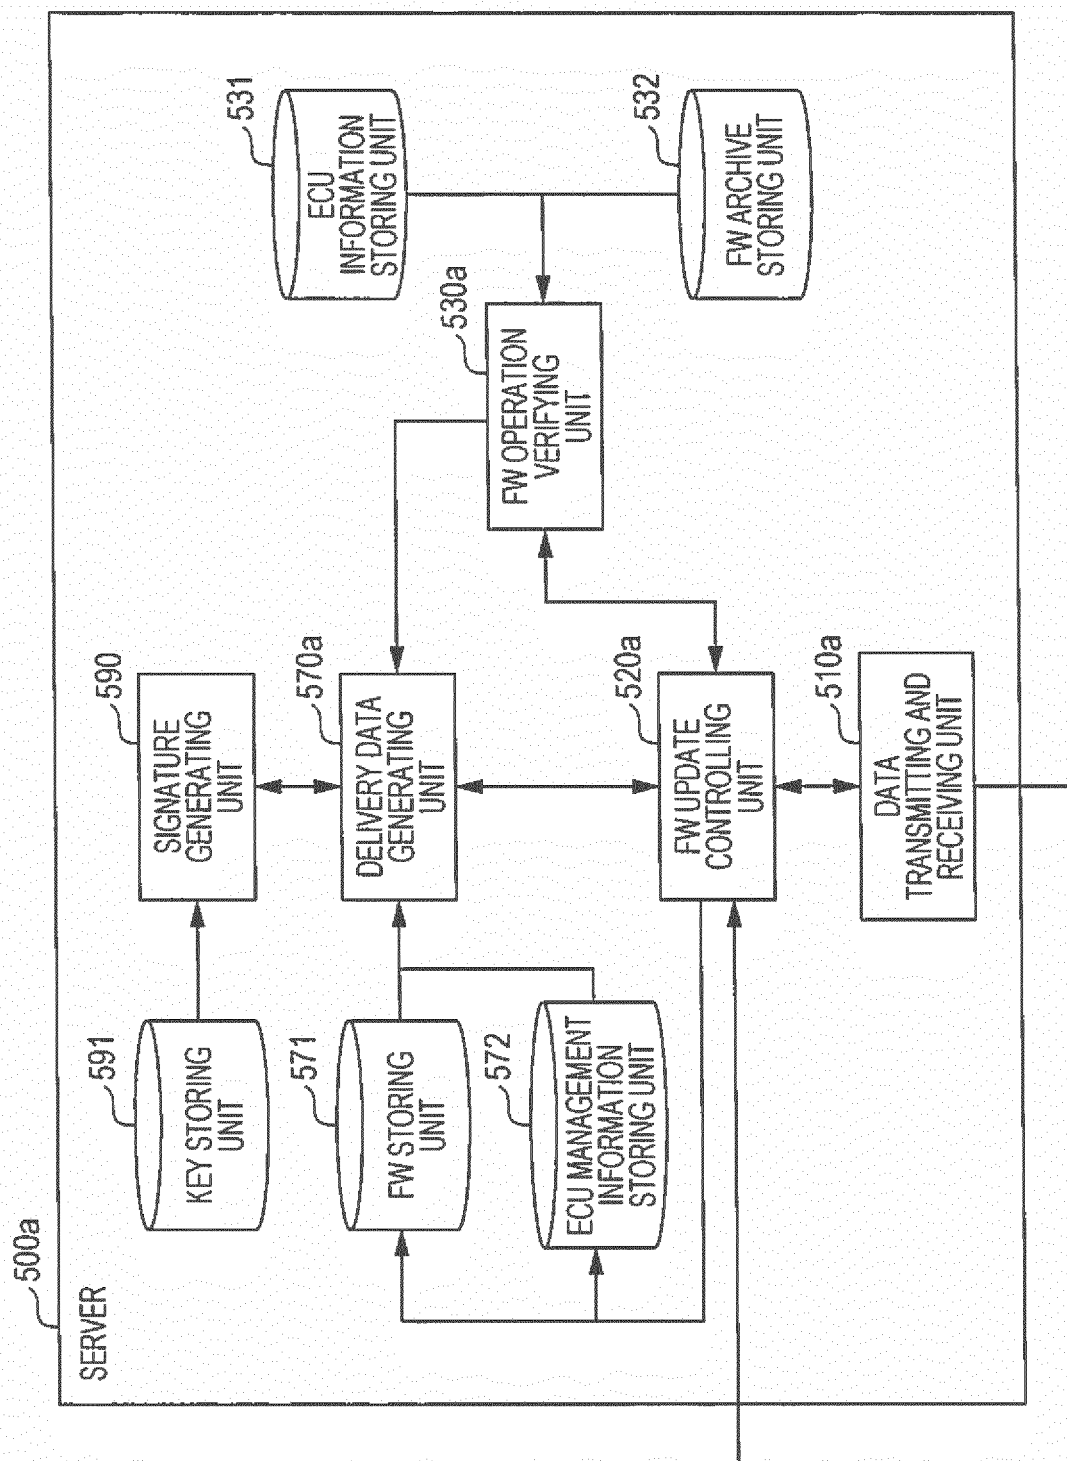 500a
SERVER
591
KEY STORING
UNIT
590
SIGNATURE
GENERATING
UNIT
531
ECU
INFORMATION
STORING UNIT
571
FW STORING
UNIT
570a
DELIVERY DATA
GENERATING
UNIT
530a
FW OPERATION
VERIFYING
UNIT
572
ECU MANAGEMENT
INFORMATION
STORING UNIT
520a
FW UPDATE
CONTROLLING
UNIT
532
FW ARCHIVE
STORING UNIT
510a
DATA
TRANSMITTING AND
RECEIVING UNIT